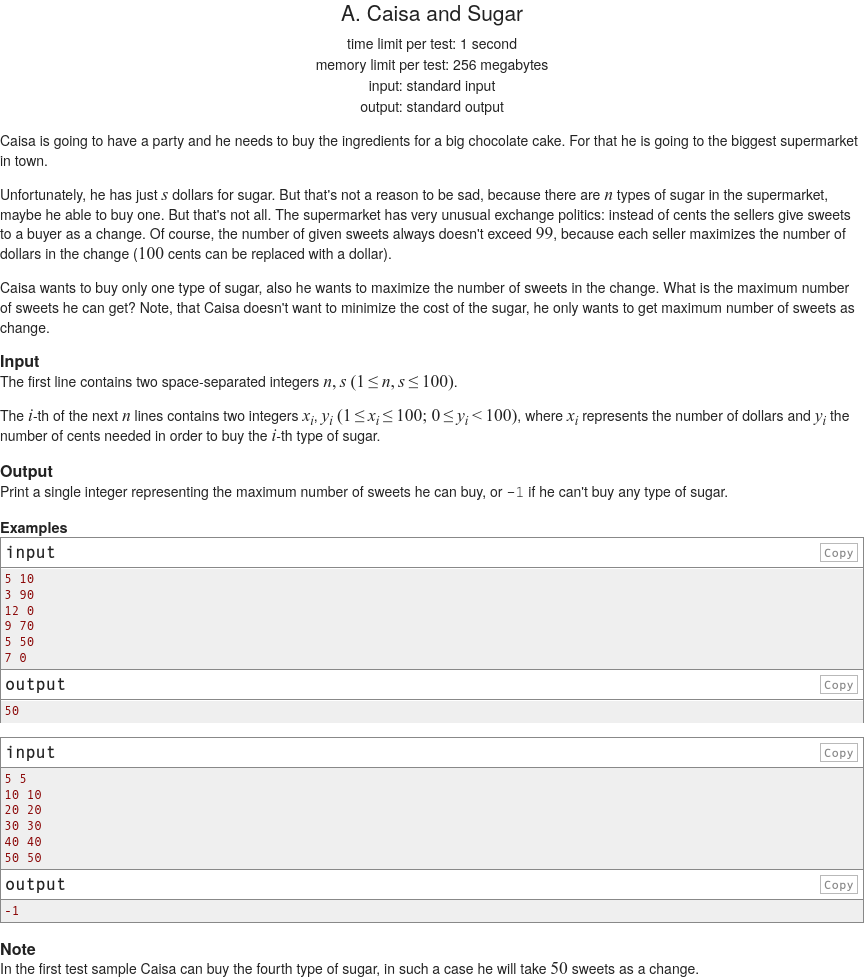 A. Caisa and Sugar
time limit per test: 1 second
memory limit per test: 256 megabytes
input: standard input
output: standard output
Caisa is going to have a party and he needs to buy the ingredients for a big chocolate cake. For that he is going to the biggest supermarket
in town.
Unfortunately, he has just s dollars for sugar. But that's not a reason to be sad, because there are n types of sugar in the supermarket,
maybe he able to buy one. But that's not all. The supermarket has very unusual exchange politics: instead of cents the sellers give sweets
to a buyer as a change. Of course, the number of given sweets always doesn't exceed 99, because each seller maximizes the number of
dollars in the change (100 cents can be replaced with a dollar).
Caisa wants to buy only one type of sugar, also he wants to maximize the number of sweets in the change. What is the maximum number
of sweets he can get? Note, that Caisa doesn't want to minimize the cost of the sugar, he only wants to get maximum number of sweets as
change.
Input
The first line contains two space-separated integers n, s (1 ≤ n, s ≤ 100).
The i-th of the next n lines contains two integers xi, yi (1 ≤ xi ≤ 100; 0 ≤ yi < 100), where xi represents the number of dollars and yi the
number of cents needed in order to buy the i-th type of sugar.
Output
Print a single integer representing the maximum number of sweets he can buy, or -1 if he can't buy any type of sugar.
Examples
input Copy
5 10
3 90
12 0
9 70
5 50
7 0
output Copy
50
input Copy
5 5
10 10
20 20
30 30
40 40
50 50
output Copy
-1
Note
In the first test sample Caisa can buy the fourth type of sugar, in such a case he will take 50 sweets as a change.